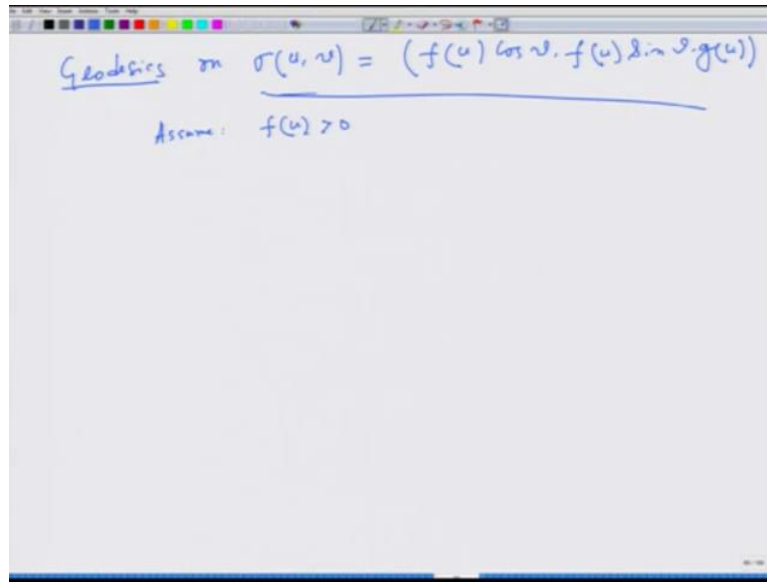 Geodesics on σ(u, v) = (f(u) cos v, f(u) Sin v, g(u))
Assume: f(u) > 0